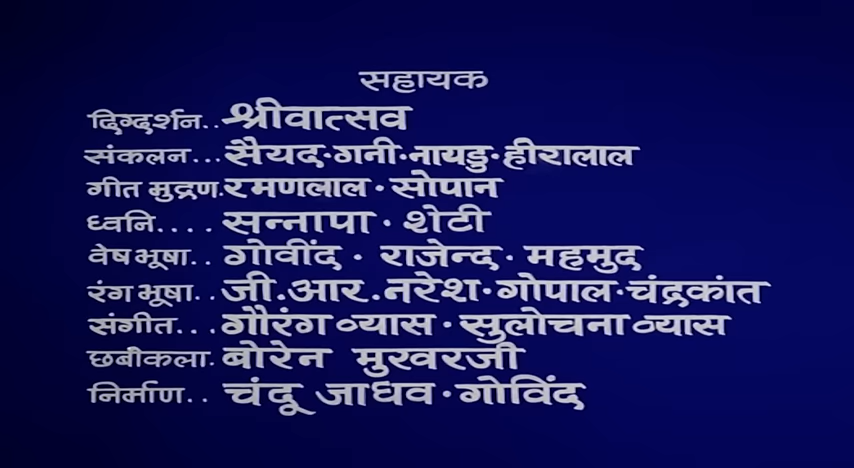 सहायक
दिग्दर्शन..श्रीवात्सव
संकलन...सैयद·गनी·नायडु·हीरालाल
गीत मुद्रण.रमणलाल·सोपान
ध्वनि....सन्नापा·शेटी
वेषभूषा..गोवींद·राजेन्द·महमुद
रंगभूषा..जी.आर.नरेश·गोपाल·चंद्रकांत
संगीत...गौरंग व्यास·सुलोचना व्यास
छबीकला.बोरेन मुखरजी
निर्माण..चंदू जाधव·गोविंद